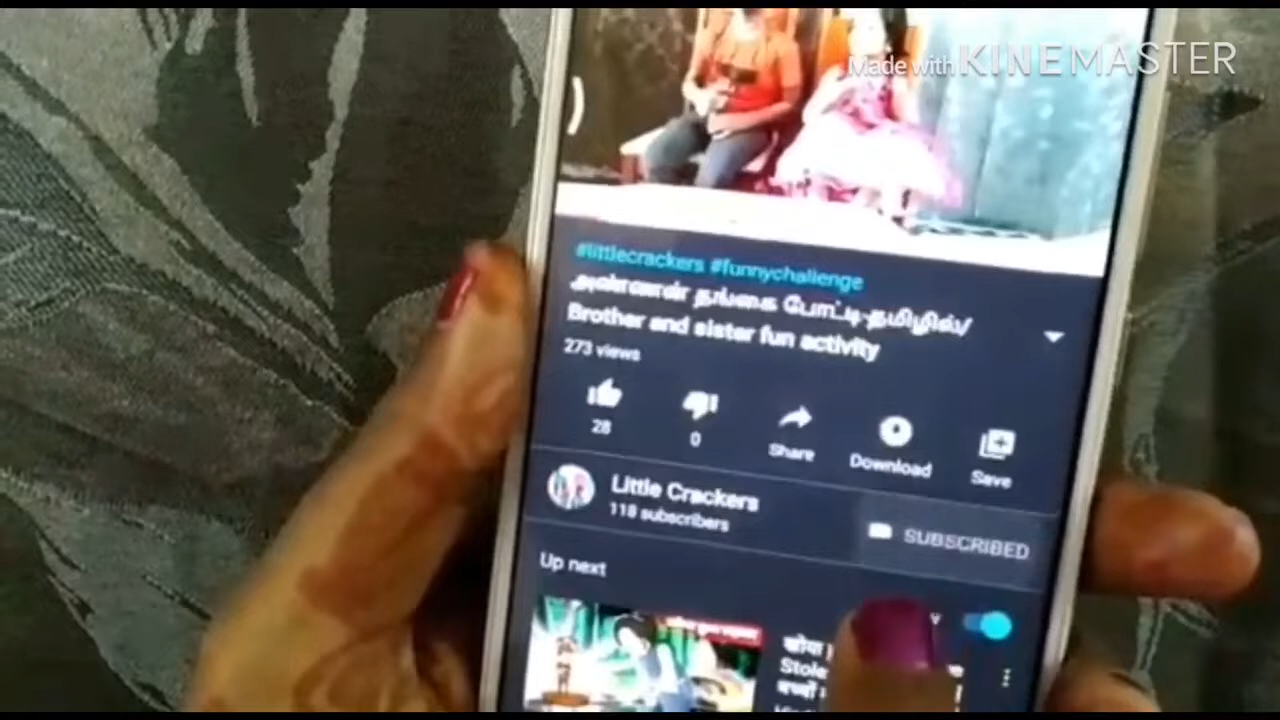 Made with KINEMASTER
#littlecrackers #funnychallenge
அண்ணன் தங்கை போட்டி-தமிழில்/
Brother and sister fun activity
273 views
28
0
Share
Download
Save
Little Crackers
118 subscribers
SUBSCRIBED
Up next
खोया
Stole